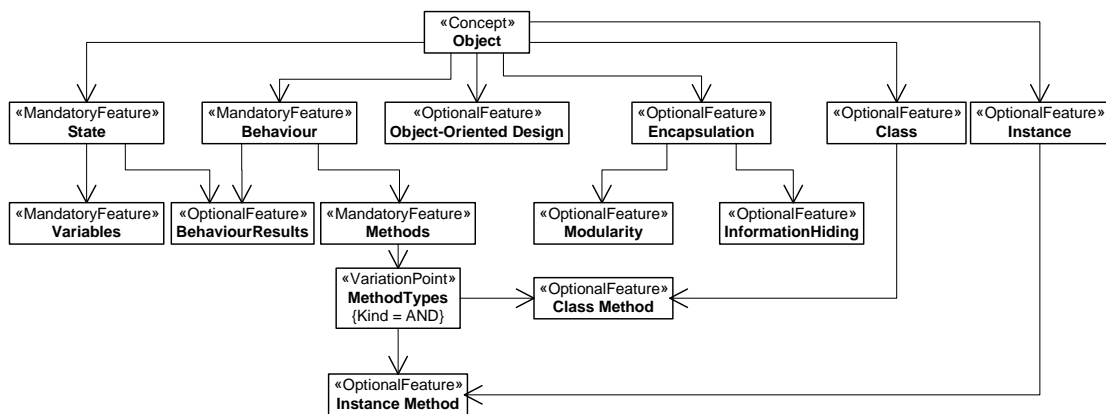 «Concept»
Object
«MandatoryFeature»
State
«MandatoryFeature»
Behaviour
«OptionalFeature»
Object-Oriented Design
«OptionalFeature»
Encapsulation
«OptionalFeature»
Class
«OptionalFeature»
Instance
«MandatoryFeature»
Variables
«OptionalFeature»
BehaviourResults
«MandatoryFeature»
Methods
«OptionalFeature»
Modularity
«OptionalFeature»
InformationHiding
«VariationPoint»
MethodTypes
{Kind = AND}
«OptionalFeature»
Class Method
«OptionalFeature»
Instance Method